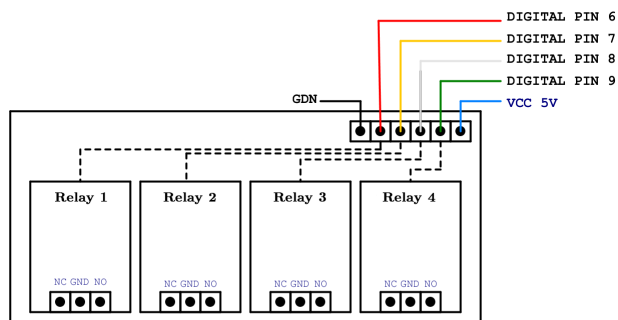 DIGITAL PIN 6
DIGITAL PIN 7
DIGITAL PIN 8
DIGITAL PIN 9
GDN
VCC 5V
Relay 1
Relay 2
Relay 3
Relay 4
NC GND NO
NC GND NO
NC GND NO
NC GND NO